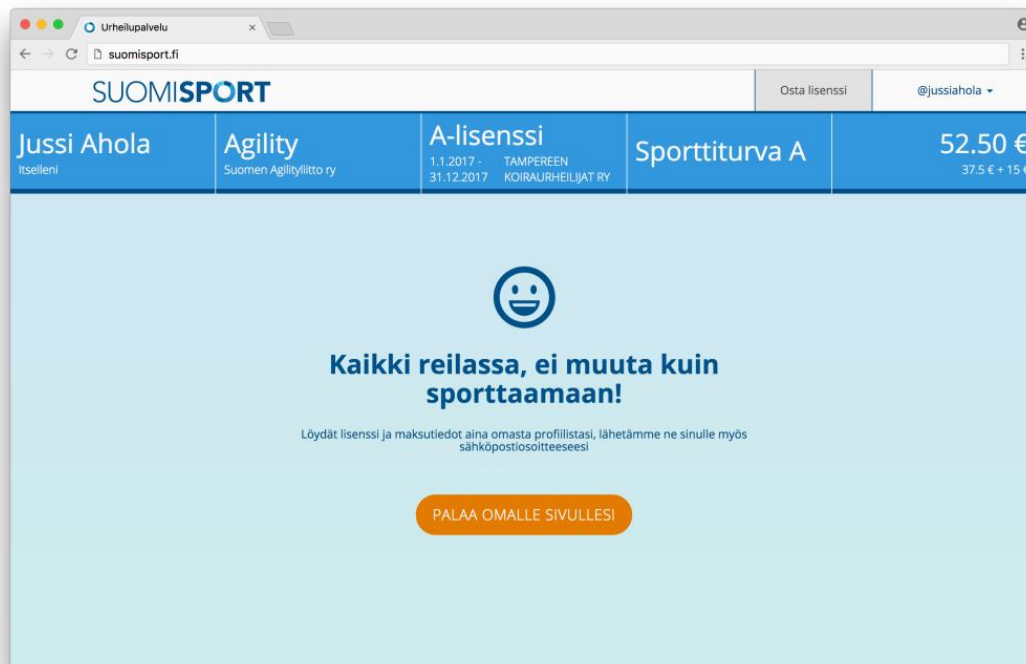 Urheilupalvelu
suomisport.fi
SUOMISPORT
Osta lisenssi
@jussiahola
Jussi Ahola
Itselleni
Agility
Suomen Agilityliitto ry
A-lisenssi
1.1.2017 - TAMPEREEN
31.12.2017 KOIRAURHEILIJAT RY
Sporttiturva A
52.50 €
37.5 € + 15 €
Kaikki reilassa, ei muuta kuin
sporttaamaan!
Löydät lisenssi ja maksutiedot aina omasta profiilistasi, lähetämme ne sinulle myös
sähköpostiosoitteeseesi
PALAA OMALLE SIVULLESI